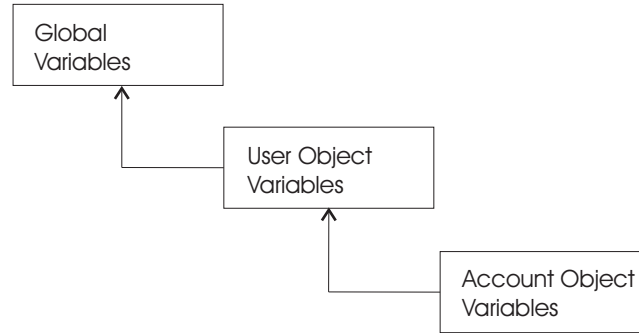 Global
Variables
User Object
Variables
Account Object
Variables